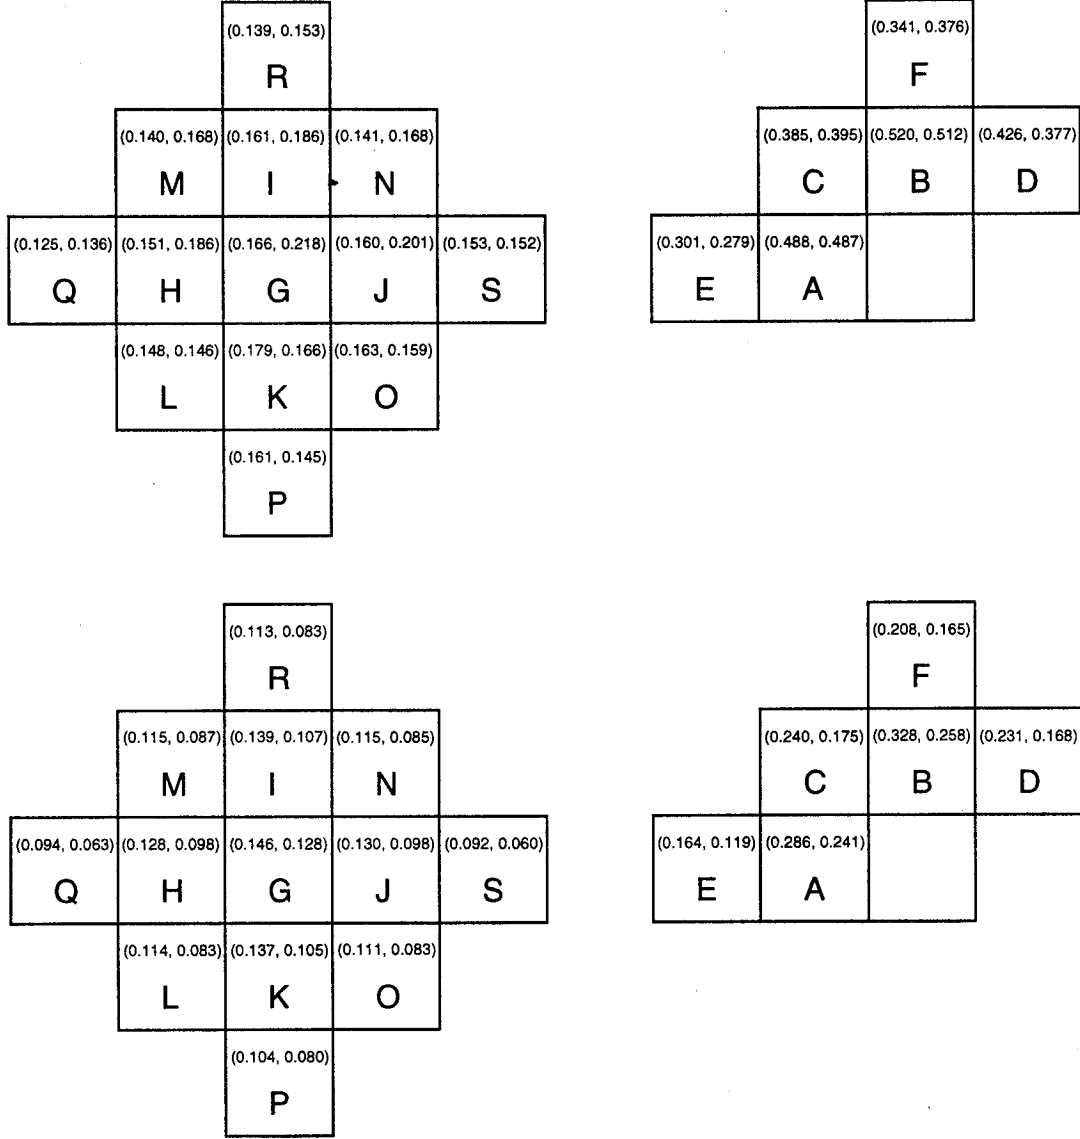 (0.139, 0.153)
R
(0.140, 0.168) (0.161, 0.186) (0.141, 0.168)
M I N
(0.125, 0.136) (0.151, 0.186) (0.166, 0.218) (0.160, 0.201) (0.153, 0.152)
Q H G J S
(0.148, 0.146) (0.179, 0.166) (0.163, 0.159)
L K O
(0.161, 0.145)
P
(0.341, 0.376)
F
(0.385, 0.395) (0.520, 0.512) (0.426, 0.377)
C B D
(0.301, 0.279) (0.488, 0.487)
E A
(0.113, 0.083)
R
(0.115, 0.087) (0.139, 0.107) (0.115, 0.085)
M I N
(0.094, 0.063) (0.128, 0.098) (0.146, 0.128) (0.130, 0.098) (0.092, 0.060)
Q H G J S
(0.114, 0.083) (0.137, 0.105) (0.111, 0.083)
L K O
(0.104, 0.080)
P
(0.208, 0.165)
F
(0.240, 0.175) (0.328, 0.258) (0.231, 0.168)
C B D
(0.164, 0.119) (0.286, 0.241)
E A